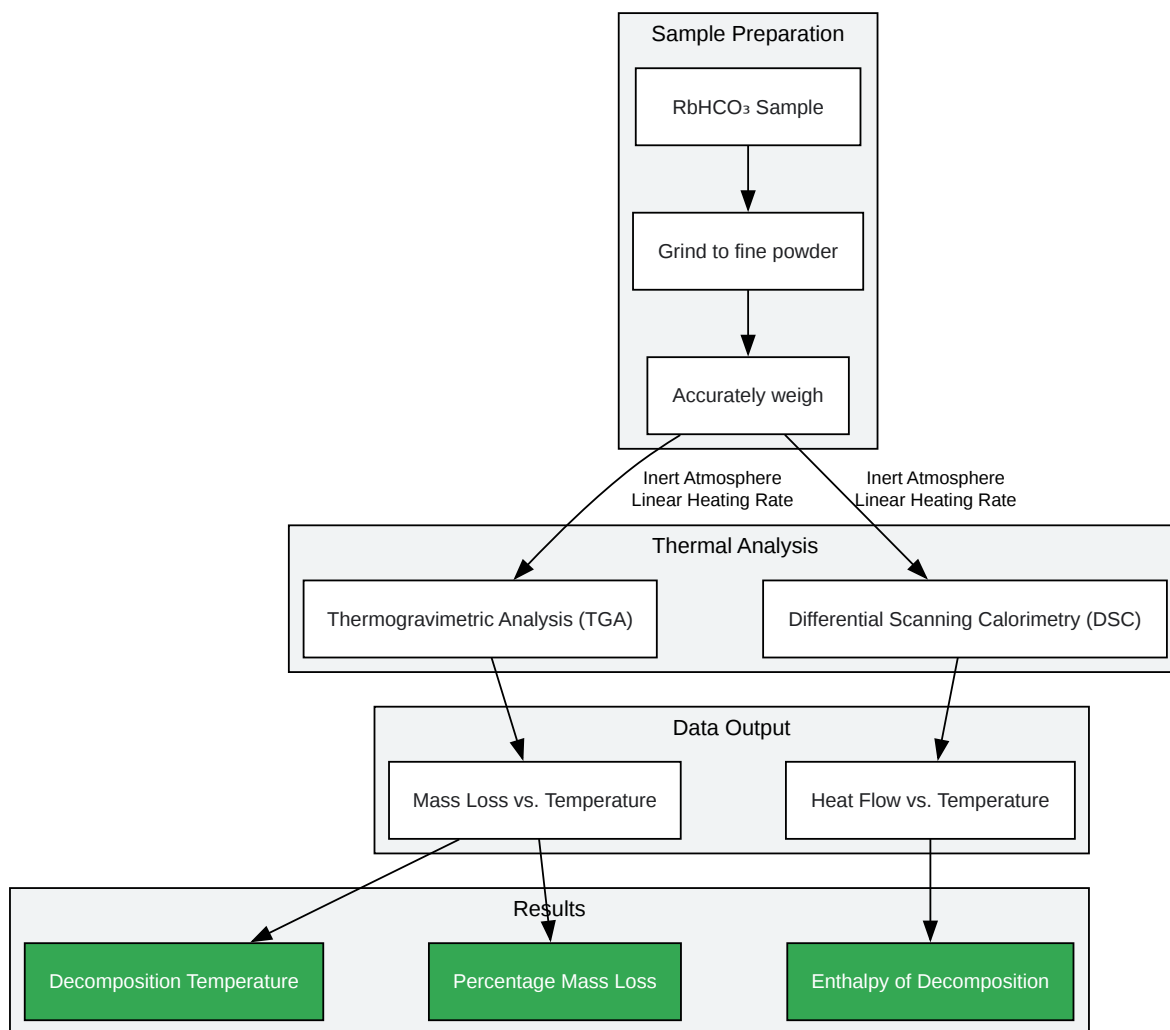 Sample Preparation
RbHCO₃ Sample
Grind to fine powder
Accurately weigh
Inert Atmosphere
Linear Heating Rate
Inert Atmosphere
Linear Heating Rate
Thermal Analysis
Thermogravimetric Analysis (TGA)
Differential Scanning Calorimetry (DSC)
Data Output
Mass Loss vs. Temperature
Heat Flow vs. Temperature
Results
Decomposition Temperature
Percentage Mass Loss
Enthalpy of Decomposition